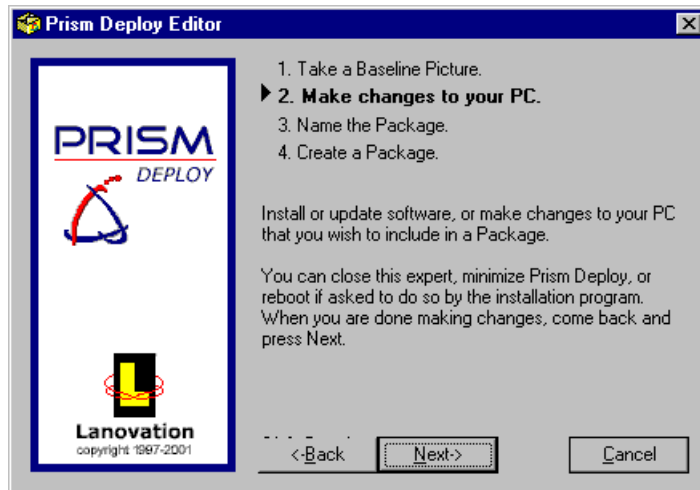 Prism Deploy Editor
PRISM
DEPLOY
Lanovation
copyright 1997-2001
1. Take a Baseline Picture.
2. Make changes to your PC.
3. Name the Package.
4. Create a Package.
Install or update software, or make changes to your PC
that you wish to include in a Package.
You can close this expert, minimize Prism Deploy, or
reboot if asked to do so by the installation program.
When you are done making changes, come back and
press Next.
<-Back
Next->
Cancel